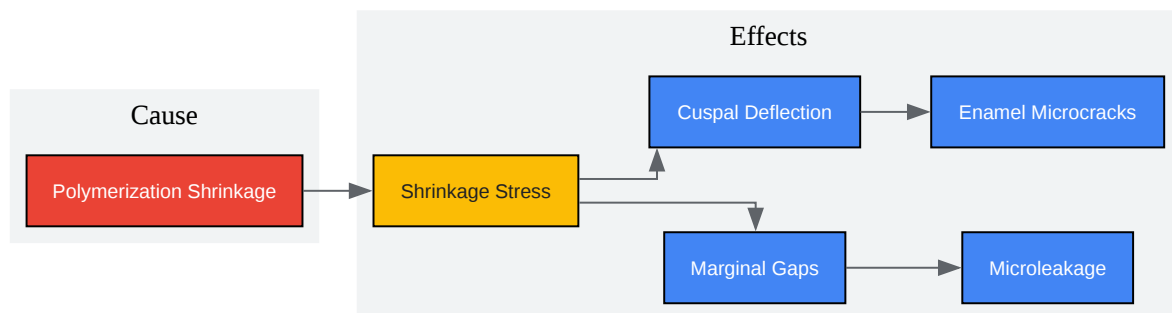 Effects
Cause
Cuspal Deflection
Enamel Microcracks
Polymerization Shrinkage
Shrinkage Stress
Marginal Gaps
Microleakage